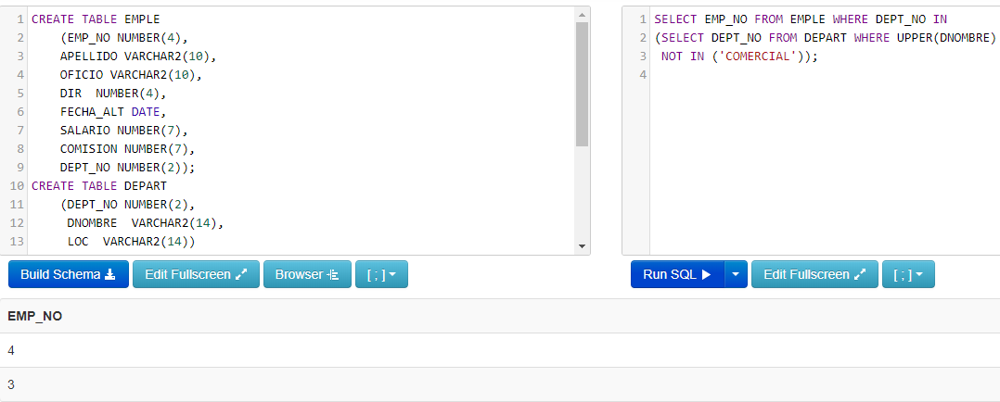 1 CREATE TABLE EMPLE
2 (EMP_NO NUMBER(4),
3 APELLIDO VARCHAR2(10),
4 OFICIO VARCHAR2(10),
5 DIR  NUMBER(4),
6 FECHA_ALT DATE,
7 SALARIO NUMBER(7),
8 COMISION NUMBER(7),
9 DEPT_NO NUMBER(2));
10 CREATE TABLE DEPART
11 (DEPT_NO NUMBER(2),
12 DNOMBRE  VARCHAR2(14),
13 LOC  VARCHAR2(14))
1 SELECT EMP_NO FROM EMPLE WHERE DEPT_NO IN
2 (SELECT DEPT_NO FROM DEPART WHERE UPPER(DNOMBRE)
3 NOT IN ('COMERCIAL'));
4
Build Schema Edit Fullscreen Browser [ ; ]
Run SQL Edit Fullscreen [ ; ]
EMP_NO
4
3